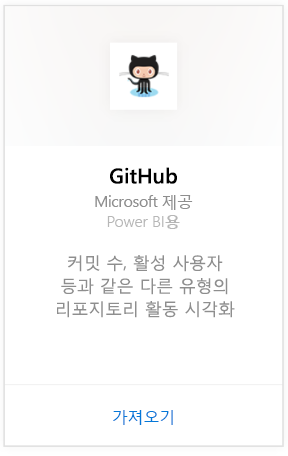 GitHub
Microsoft 제공
Power BI용
커밋 수, 활성 사용자
등과 같은 다른 유형의
리포지토리 활동 시각화
가져오기